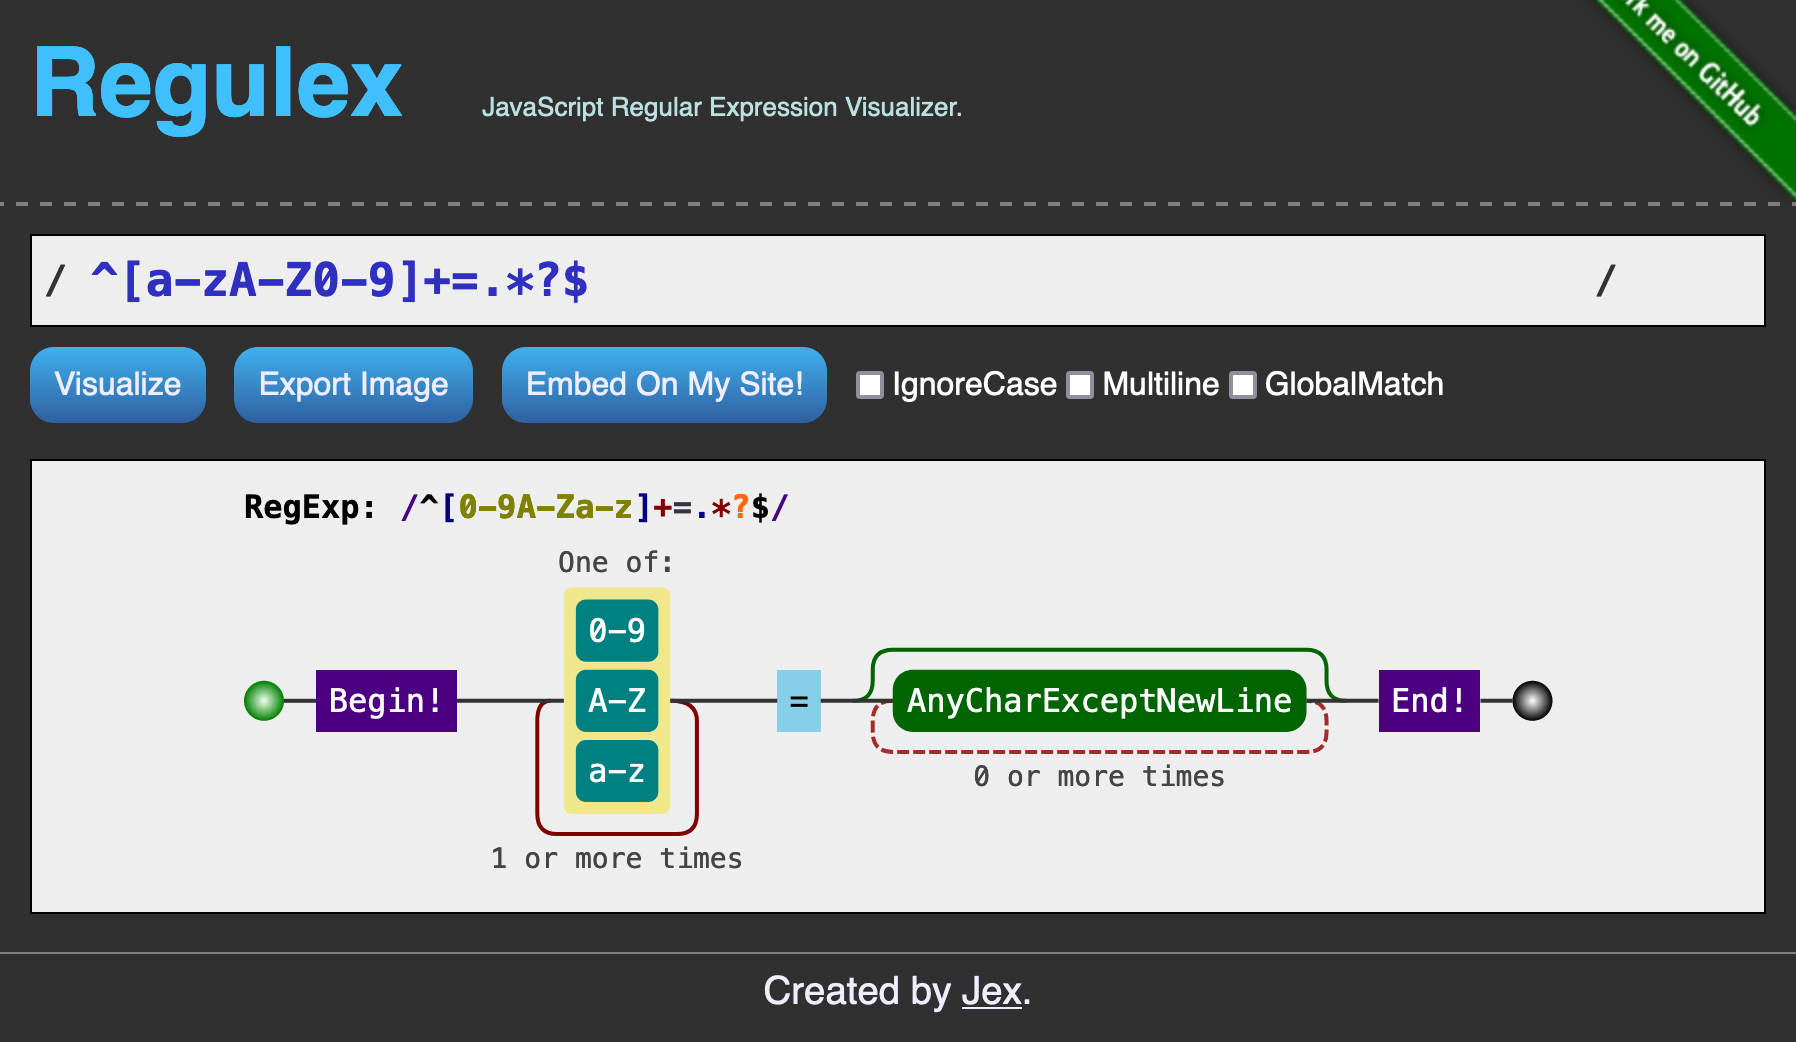 Regulex
JavaScript Regular Expression Visualizer.
rk me on GitHub
/ ^[a-zA-Z0-9]+=.*?$ /
Visualize Export Image Embed On My Site! IgnoreCase Multiline GlobalMatch
RegExp: /^[0-9A-Za-z]+=.*?$/
One of:
0-9
Begin! A-Z = AnyCharExceptNewLine End!
a-z
0 or more times
1 or more times
Created by Jex.